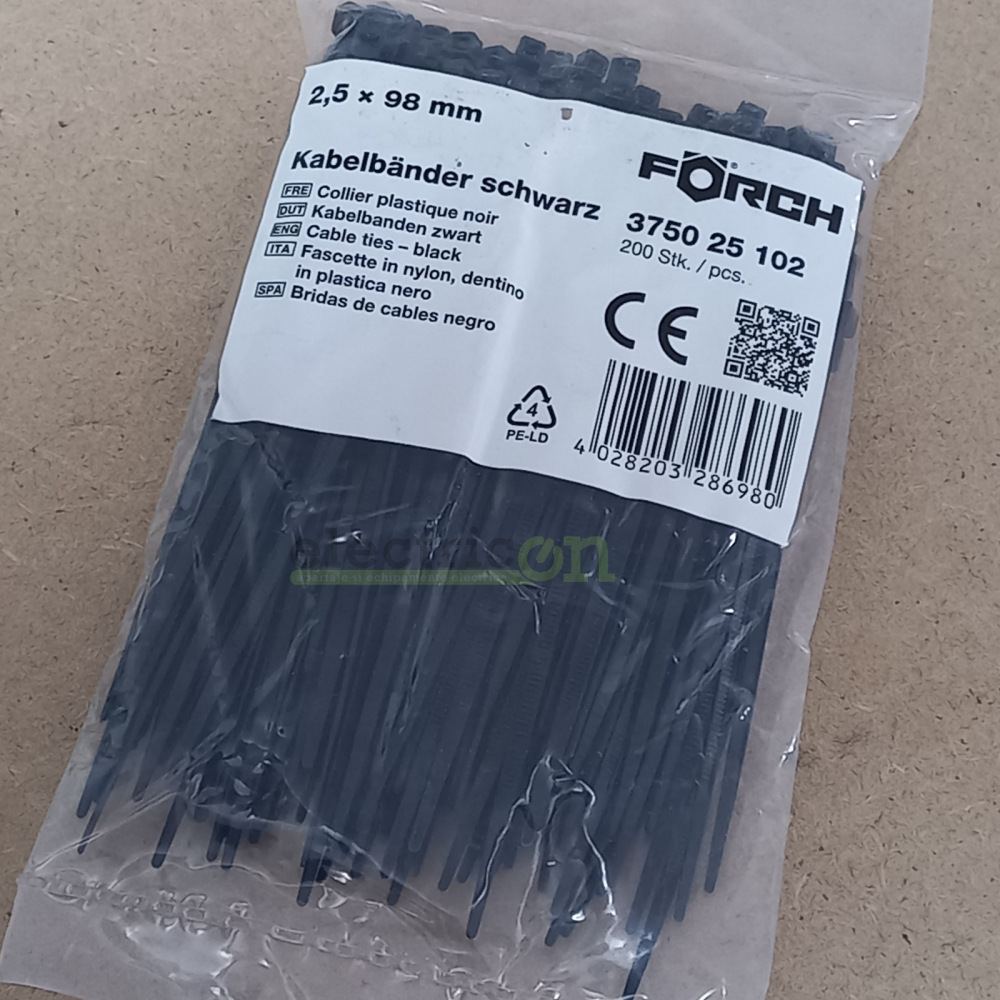 2,5 × 98 mm
Kabelbänder schwarz
FRE Collier plastique noir
DUT Kabelbanden zwart
ENG Cable ties – black
ITA Fascette in nylon, dentino
in plastica nero
SPA Bridas de cables negro
FÖRCH®
3750 25 102
200 Stk. / pcs.
CE
4
PE-LD
4 028203 286980
electricon